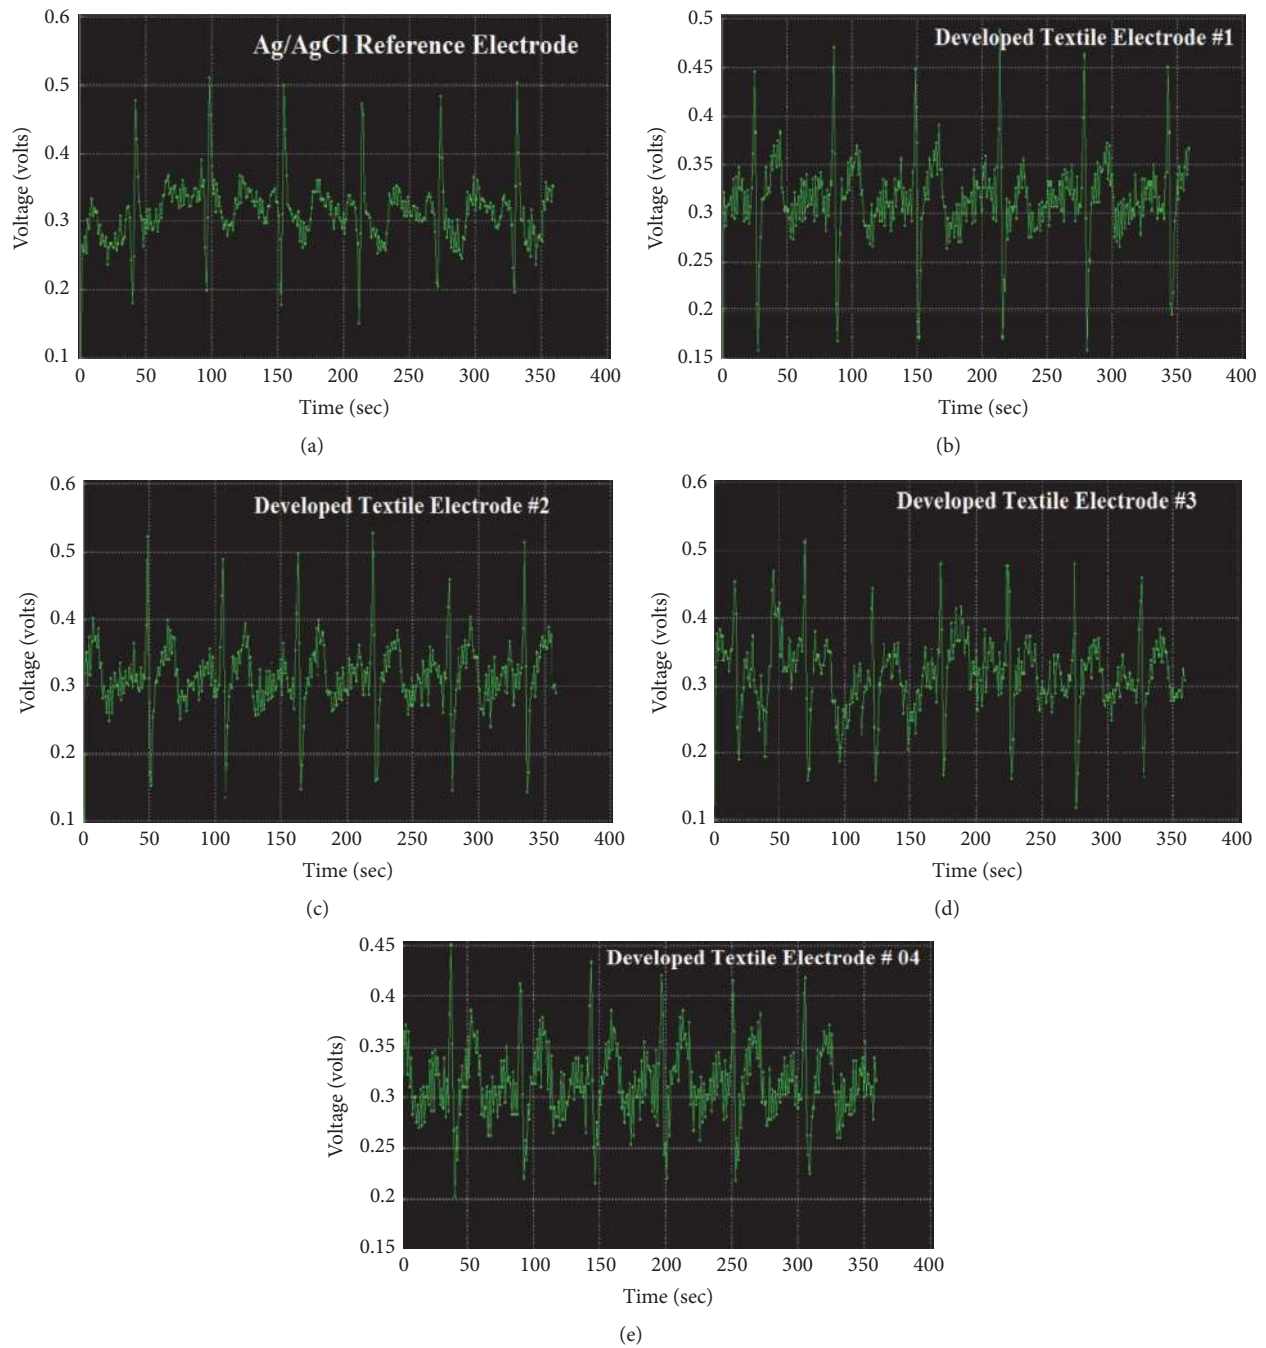 Ag/AgCl Reference Electrode
Voltage (volts)
0.6
0.5
0.4
0.3
0.2
0.1
0 50 100 150 200 250 300 350 400
Time (sec)
(a)
Developed Textile Electrode #1
Voltage (volts)
0.5
0.45
0.4
0.35
0.3
0.25
0.2
0.15
0 50 100 150 200 250 300 350 400
Time (sec)
(b)
Developed Textile Electrode #2
Voltage (volts)
0.6
0.5
0.4
0.3
0.2
0.1
0 50 100 150 200 250 300 350 400
Time (sec)
(c)
Developed Textile Electrode #3
Voltage (volts)
0.6
0.5
0.4
0.3
0.2
0.1
0 50 100 150 200 250 300 350 400
Time (sec)
(d)
Developed Textile Electrode # 04
Voltage (volts)
0.45
0.4
0.35
0.3
0.25
0.2
0.15
0 50 100 150 200 250 300 350 400
Time (sec)
(e)